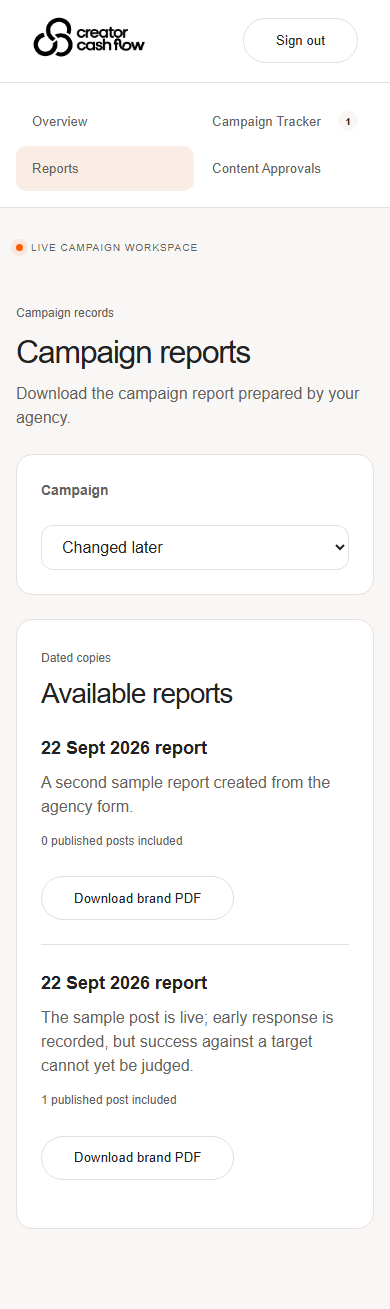 creator
cash flow
Sign out
Overview
Campaign Tracker
1
Reports
Content Approvals
LIVE CAMPAIGN WORKSPACE
Campaign records
Campaign reports
Download the campaign report prepared by your
agency.
Campaign
Changed later
Dated copies
Available reports
22 Sept 2026 report
A second sample report created from the
agency form.
0 published posts included
Download brand PDF
22 Sept 2026 report
The sample post is live; early response is
recorded, but success against a target
cannot yet be judged.
1 published post included
Download brand PDF